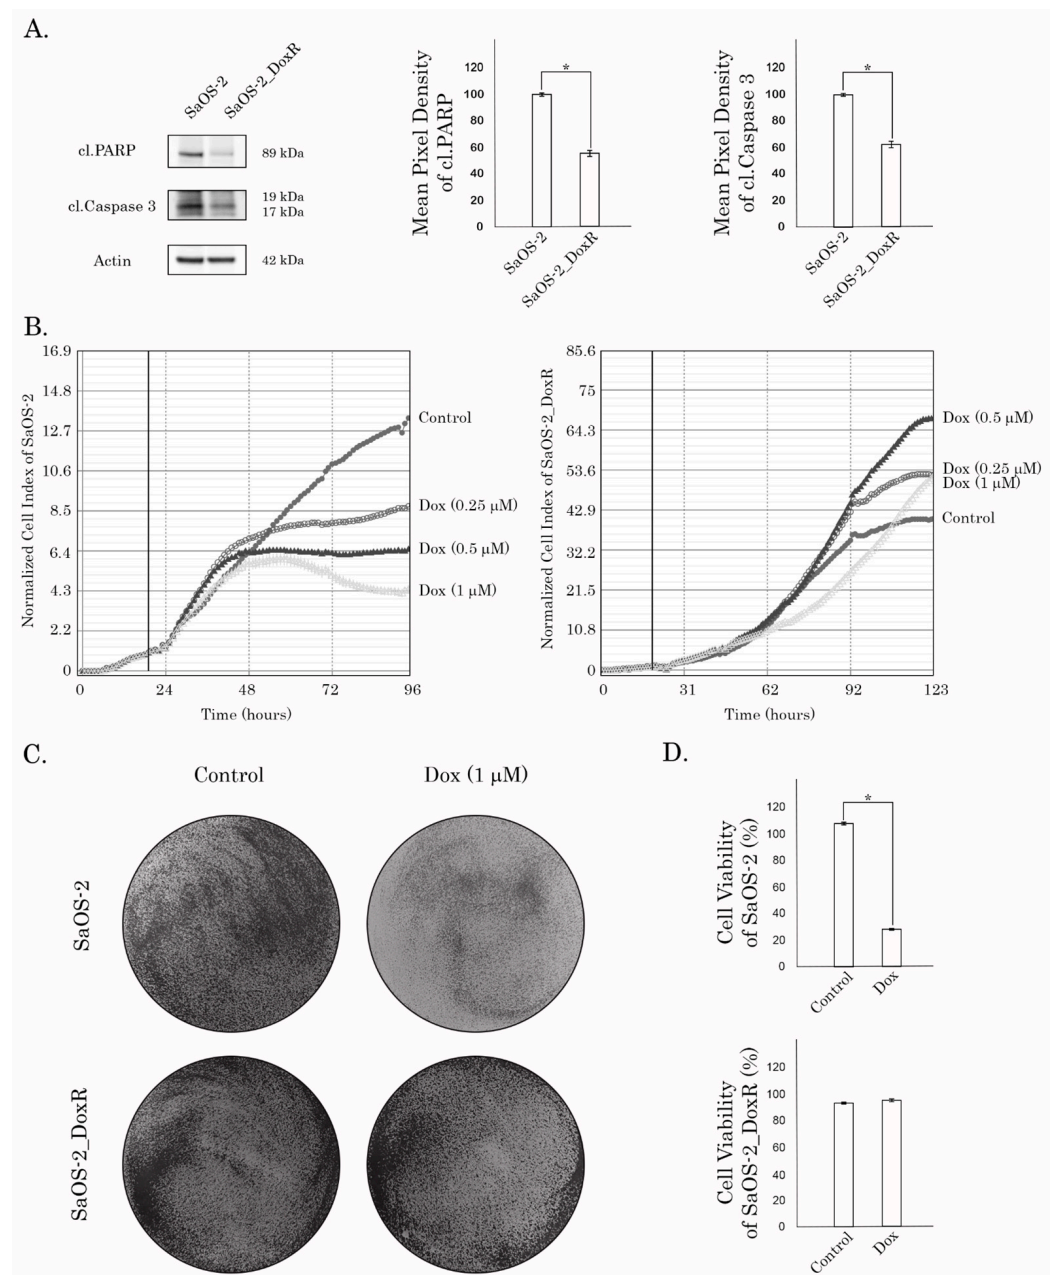 A.
SaOS-2
SaOS-2_DoxR
cl.PARP
89 kDa
cl.Caspase 3
19 kDa
17 kDa
Actin
42 kDa
Mean Pixel Density
of cl.PARP
120
100
80
60
40
20
0
*
SaOS-2
SaOS-2_DoxR
Mean Pixel Density
of cl.Caspase 3
120
100
80
60
40
20
0
*
SaOS-2
SaOS-2_DoxR
B.
Normalized Cell Index of SaOS-2
16.9
14.8
12.7
10.6
8.5
6.4
4.3
2.2
0
0
24
48
72
96
Time (hours)
Control
Dox (0.25 µM)
Dox (0.5 µM)
Dox (1 µM)
Normalized Cell Index of SaOS-2_DoxR
85.6
75
64.3
53.6
42.9
32.2
21.5
10.8
0
0
31
62
92
123
Time (hours)
Dox (0.5 µM)
Dox (0.25 µM)
Dox (1 µM)
Control
C.
Control
Dox (1 µM)
SaOS-2
SaOS-2_DoxR
D.
Cell Viability
of SaOS-2 (%)
120
100
80
60
40
20
0
*
Control
Dox
Cell Viability
of SaOS-2_DoxR (%)
120
100
80
60
40
20
0
Control
Dox